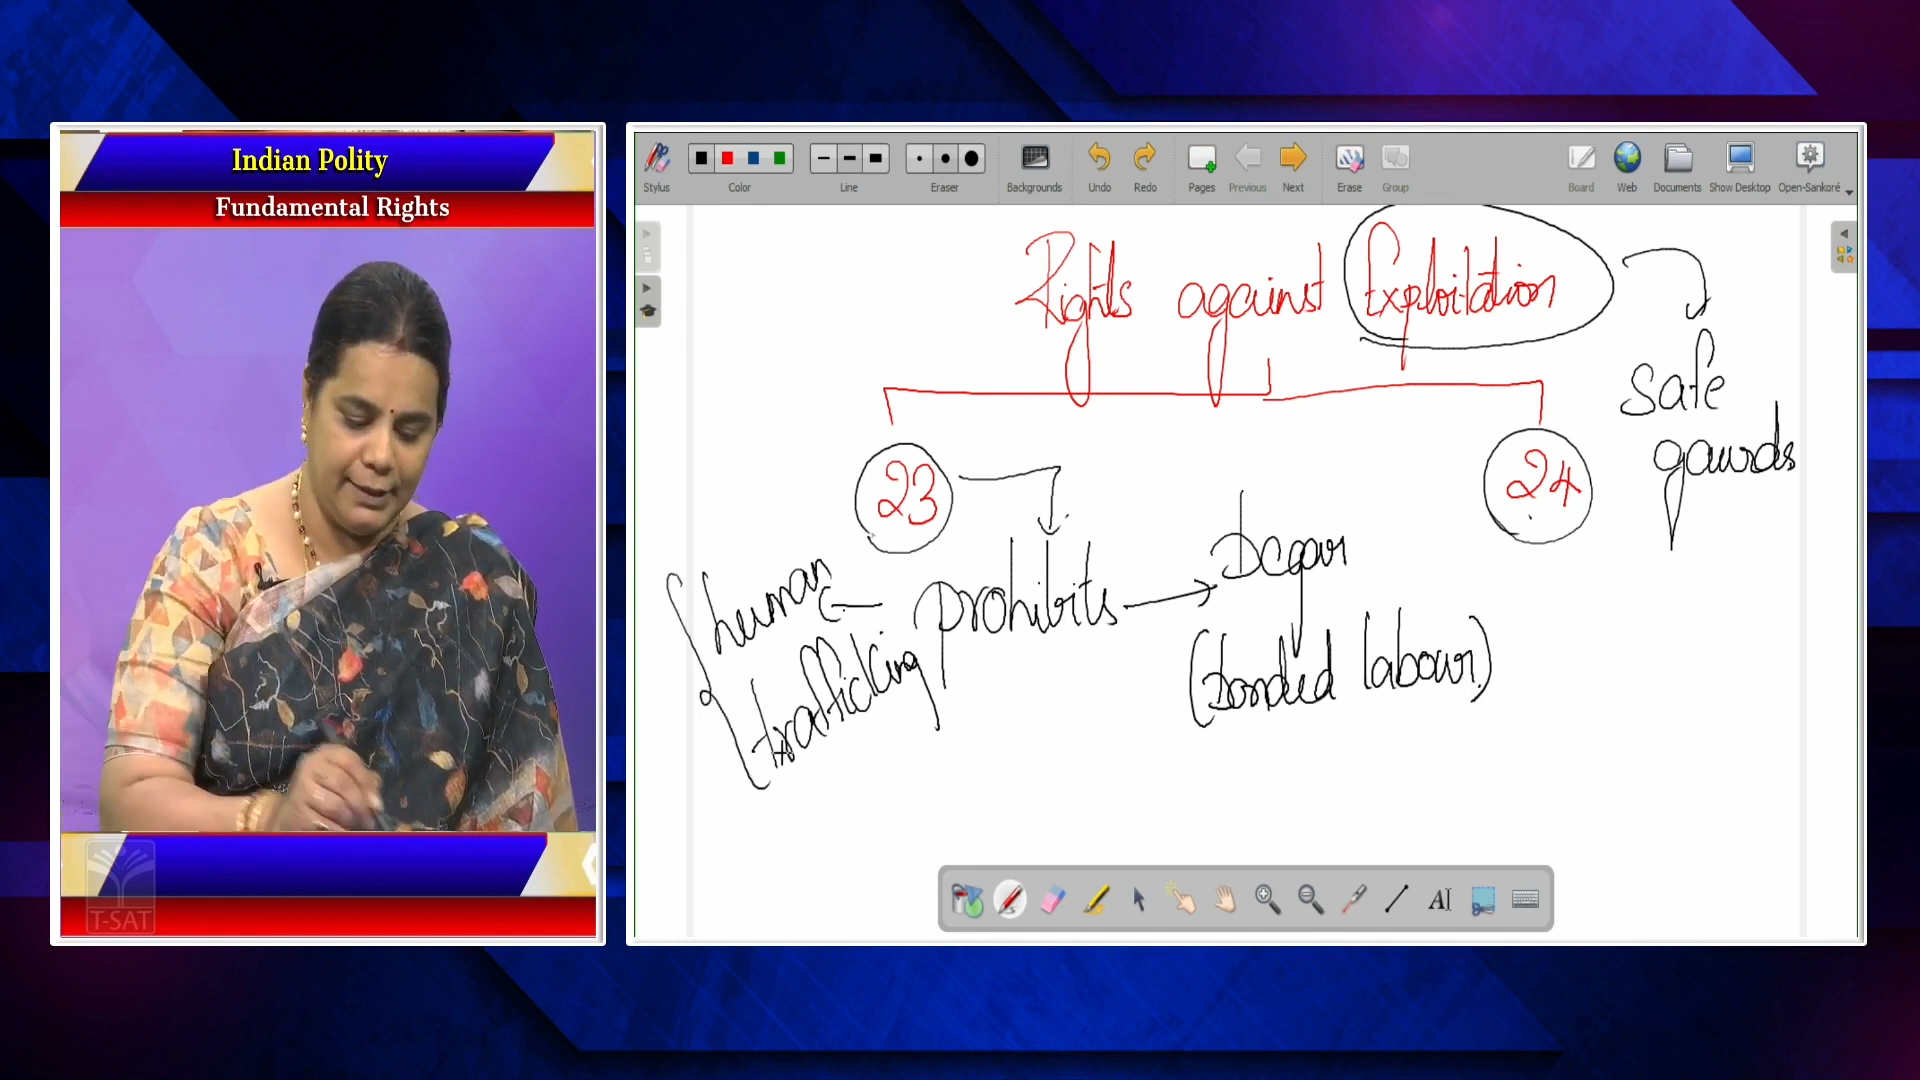 Indian Polity
Fundamental Rights
Stylus
Color
Line
Eraser
Backgrounds
Undo
Redo
Pages
Previous
Next
Erase
Group
Board
Web
Documents
Show Desktop
Open-Sankoré
Rights against Exploitation
Safe
gaurds
23
24
human
trafficking
prohibits
Begar
(bonded labour)
T-SAT